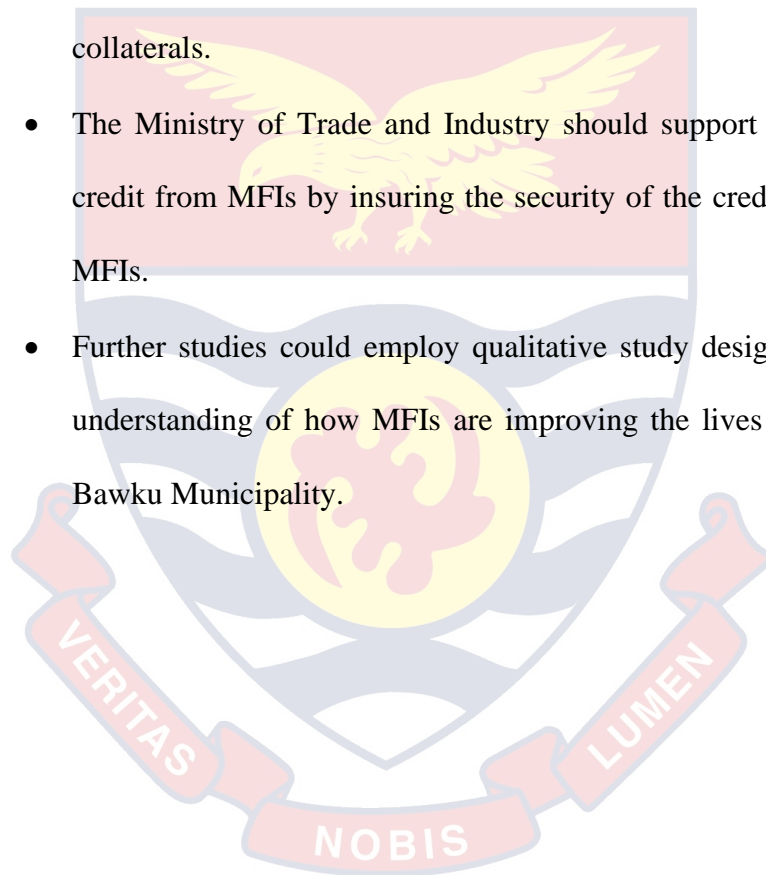 collaterals.
• The Ministry of Trade and Industry should support
credit from MFIs by insuring the security of the cred
MFIs.
• Further studies could employ qualitative study desig
understanding of how MFIs are improving the lives
Bawku Municipality.
VERITAS
NOBIS
LUMEN